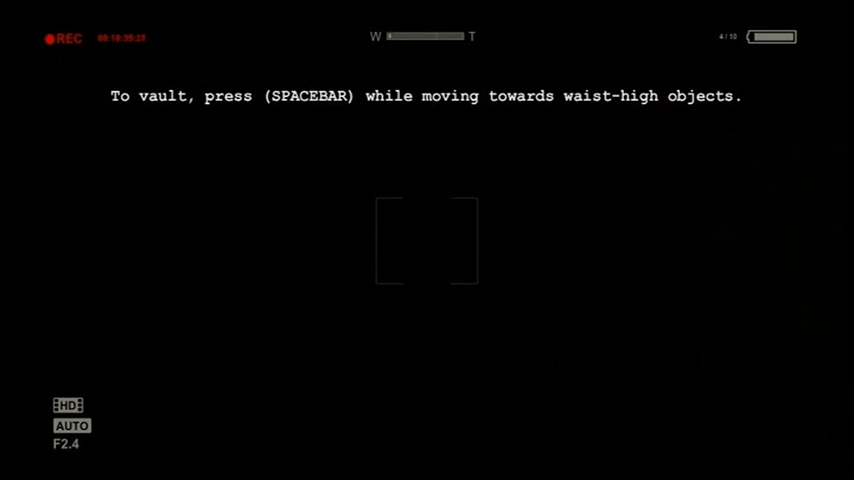 REC
W T
4/10
To vault, press (SPACEBAR) while moving towards waist-high objects.
HD
AUTO
F2.4